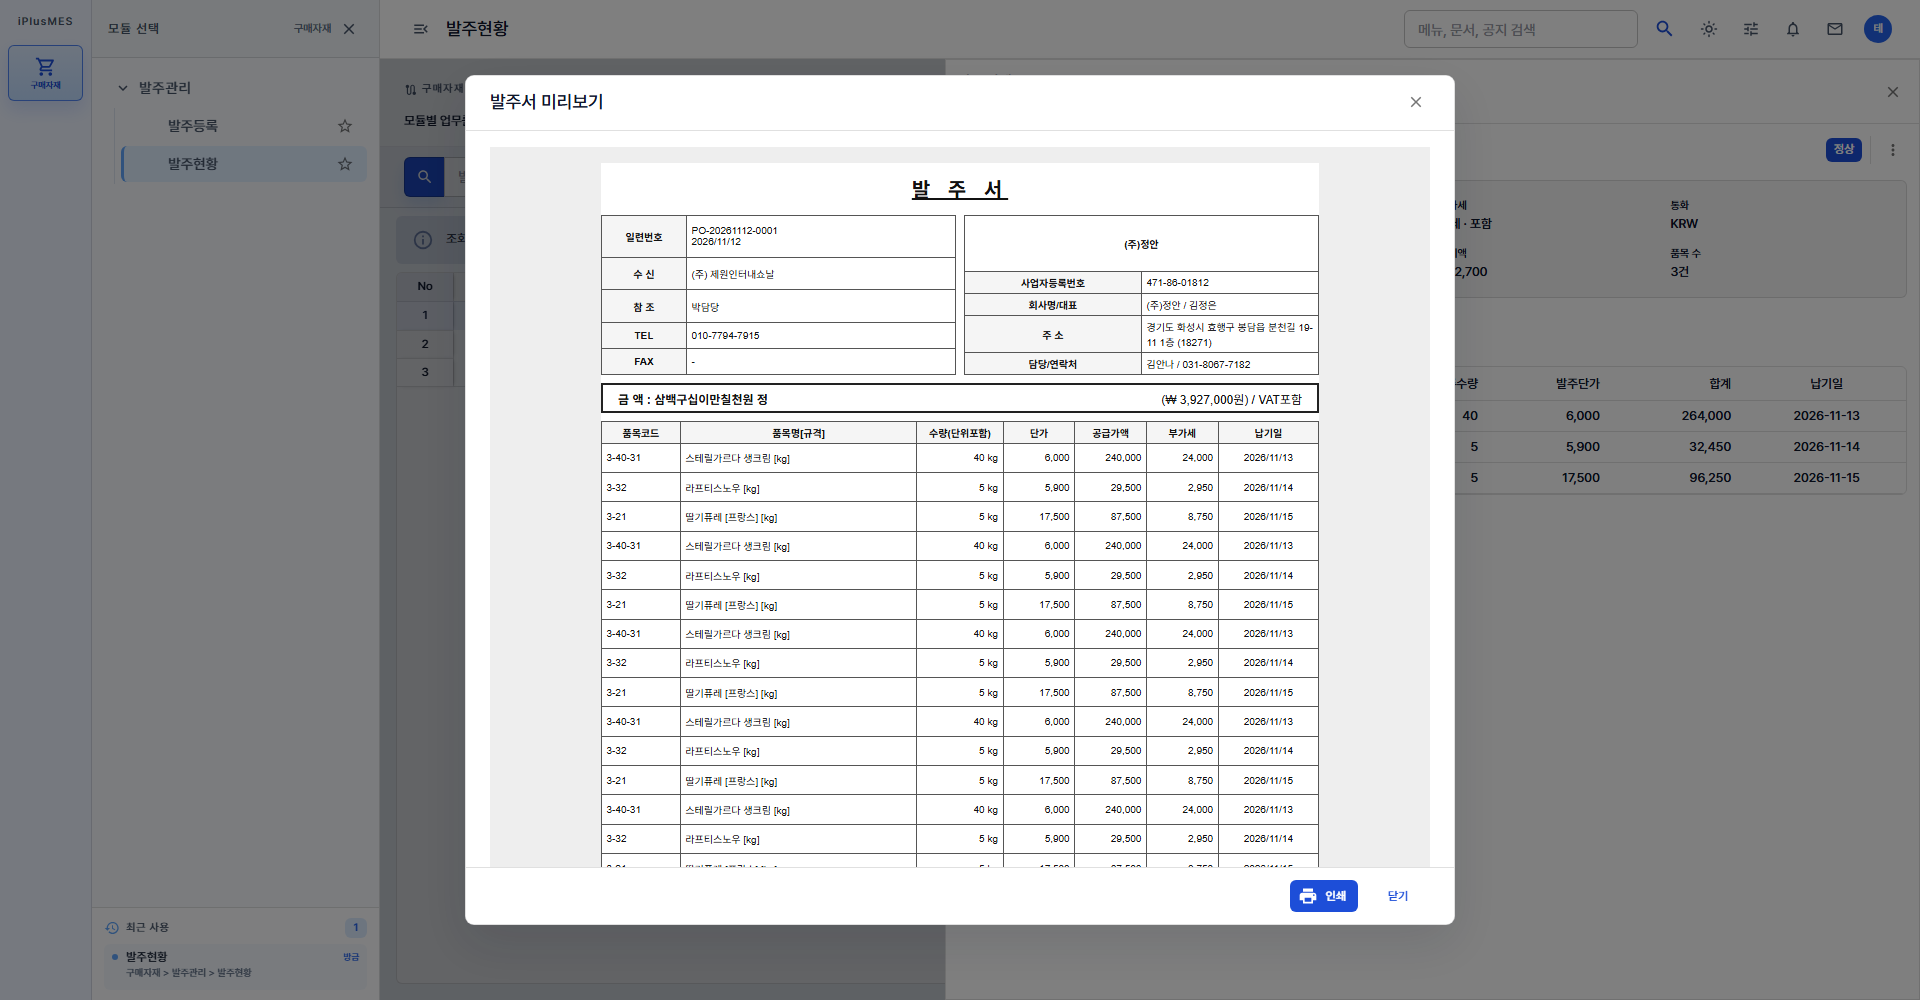 iPlusMES
구매자재
모듈 선택
구매자재
발주관리
발주등록
발주현황
최근 사용
1
발주현황
방금
구매자재 > 발주관리 > 발주현황
발주현황
메뉴, 문서, 공지 검색
테
구매자재
모듈별 업무
No
1
2
3
정상
· 포함
통화
KRW
2,700
품목 수
3건
수량 발주단가 합계 납기일
40 6,000 264,000 2026-11-13
5 5,900 32,450 2026-11-14
5 17,500 96,250 2026-11-15
발주서 미리보기
발 주 서
일련번호 PO-20261112-0001
2026/11/12
수 신 (주) 제원인터내쇼날
참 조 박담당
TEL 010-7794-7915
FAX -
(주)정안
사업자등록번호 471-86-01812
회사명/대표 (주)정안 / 김정은
주 소 경기도 화성시 효행구 봉담읍 분천길 19-
11 1층 (18271)
담당/연락처 김안나 / 031-8067-7182
금 액 : 삼백구십이만칠천원 정 (₩ 3,927,000원) / VAT포함
품목코드 품목명[규격] 수량(단위포함) 단가 공급가액 부가세 납기일
3-40-31 스테릴가르다 생크림 [kg] 40 kg 6,000 240,000 24,000 2026/11/13
3-32 라프티스노우 [kg] 5 kg 5,900 29,500 2,950 2026/11/14
3-21 딸기퓨레 [프랑스] [kg] 5 kg 17,500 87,500 8,750 2026/11/15
3-40-31 스테릴가르다 생크림 [kg] 40 kg 6,000 240,000 24,000 2026/11/13
3-32 라프티스노우 [kg] 5 kg 5,900 29,500 2,950 2026/11/14
3-21 딸기퓨레 [프랑스] [kg] 5 kg 17,500 87,500 8,750 2026/11/15
3-40-31 스테릴가르다 생크림 [kg] 40 kg 6,000 240,000 24,000 2026/11/13
3-32 라프티스노우 [kg] 5 kg 5,900 29,500 2,950 2026/11/14
3-21 딸기퓨레 [프랑스] [kg] 5 kg 17,500 87,500 8,750 2026/11/15
3-40-31 스테릴가르다 생크림 [kg] 40 kg 6,000 240,000 24,000 2026/11/13
3-32 라프티스노우 [kg] 5 kg 5,900 29,500 2,950 2026/11/14
3-21 딸기퓨레 [프랑스] [kg] 5 kg 17,500 87,500 8,750 2026/11/15
3-40-31 스테릴가르다 생크림 [kg] 40 kg 6,000 240,000 24,000 2026/11/13
3-32 라프티스노우 [kg] 5 kg 5,900 29,500 2,950 2026/11/14
인쇄
닫기